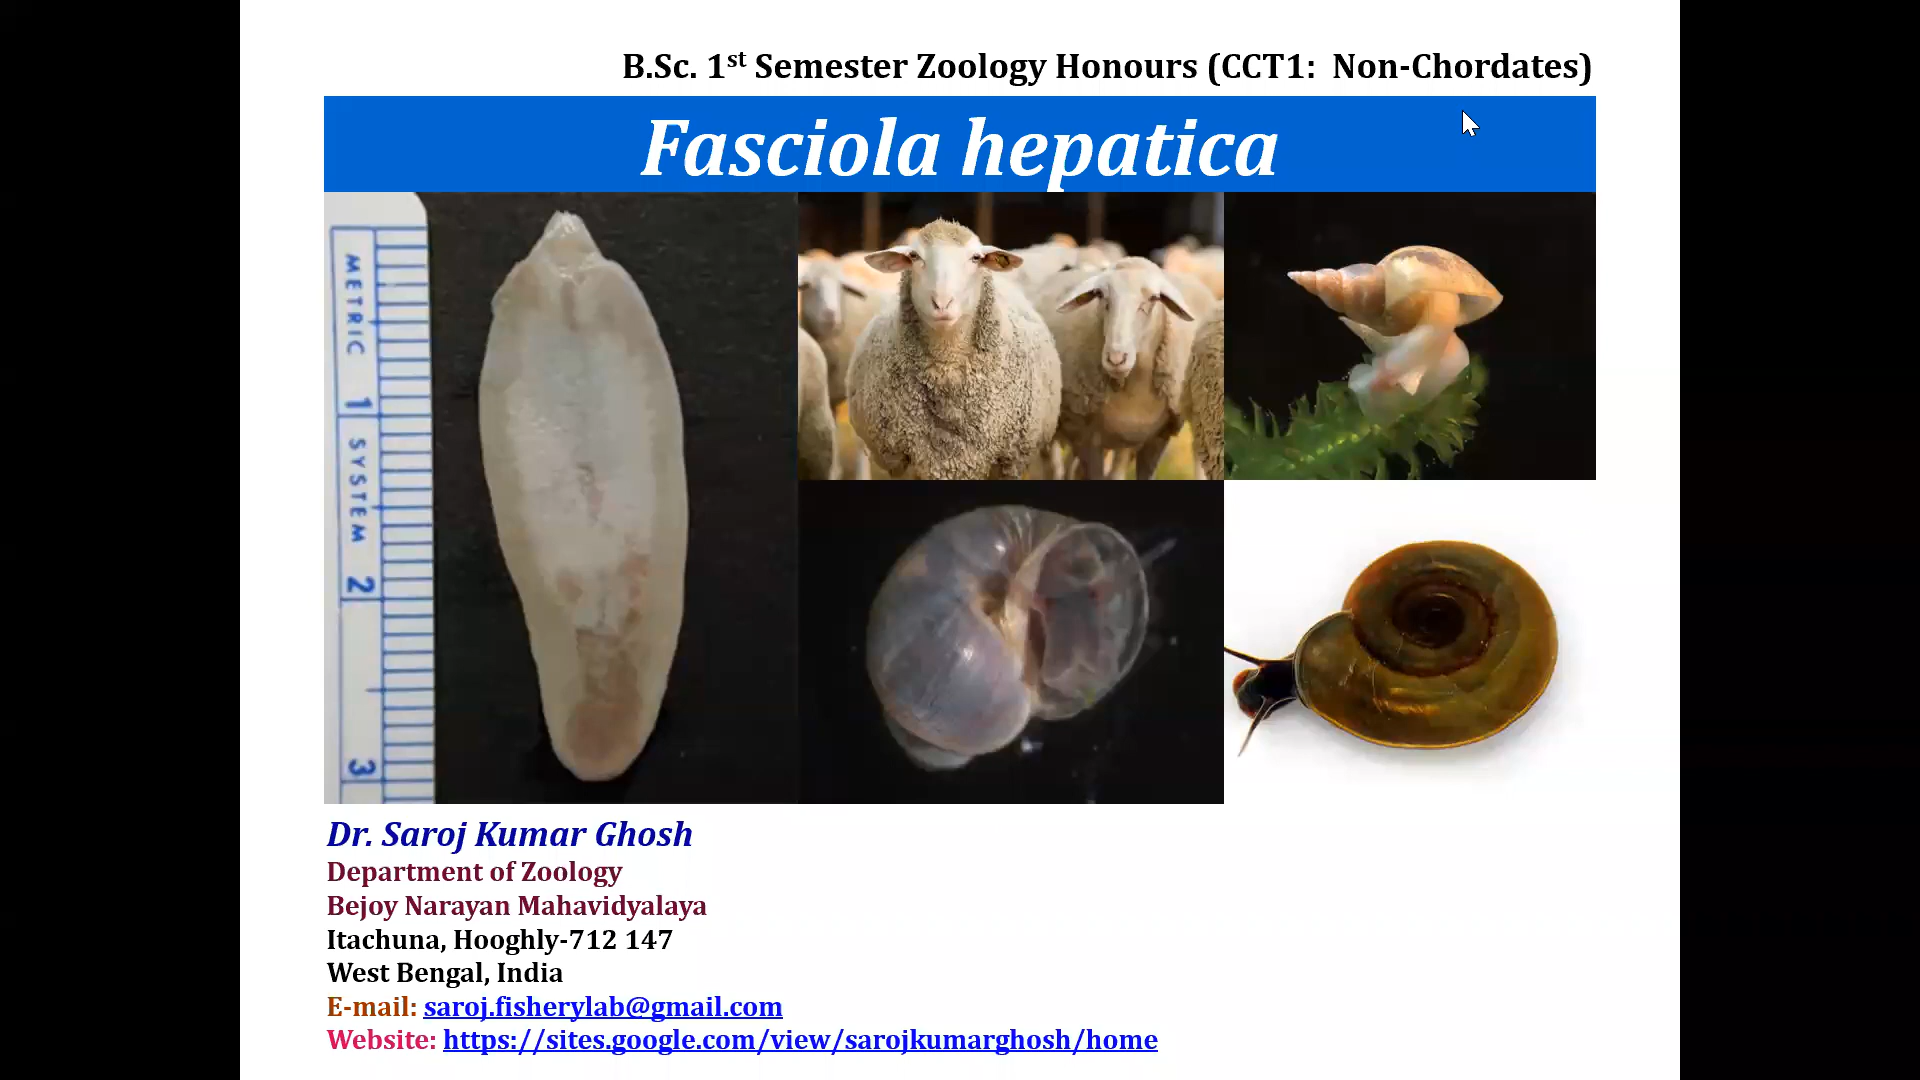 B.Sc. 1st Semester Zoology Honours (CCT1: Non-Chordates)
Fasciola hepatica
METRIC 1 SYSTEM 2 3
Dr. Saroj Kumar Ghosh
Department of Zoology
Bejoy Narayan Mahavidyalaya
Itachuna, Hooghly-712 147
West Bengal, India
E-mail: saroj.fisherylab@gmail.com
Website: https://sites.google.com/view/sarojkumarghosh/home